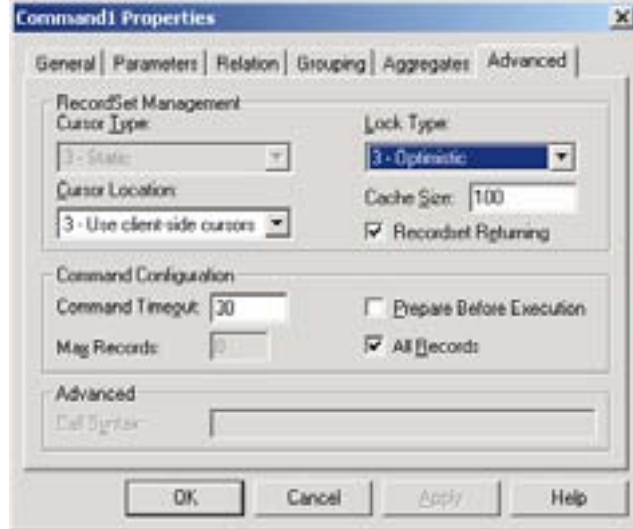 Command1 Properties
General Parameters Relation Grouping Aggregates Advanced
RecordSet Management
Cursor Type: Lock Type:
3 - Static 3 - Optimistic
Cursor Location: Cache Size: 100
3 - Use client-side cursors Recordset Returning
Command Configuration
Command Timeout: 30 Prepare Before Execution
Max Records: 0 All Records
Advanced
Call Syntax:
OK Cancel Apply Help